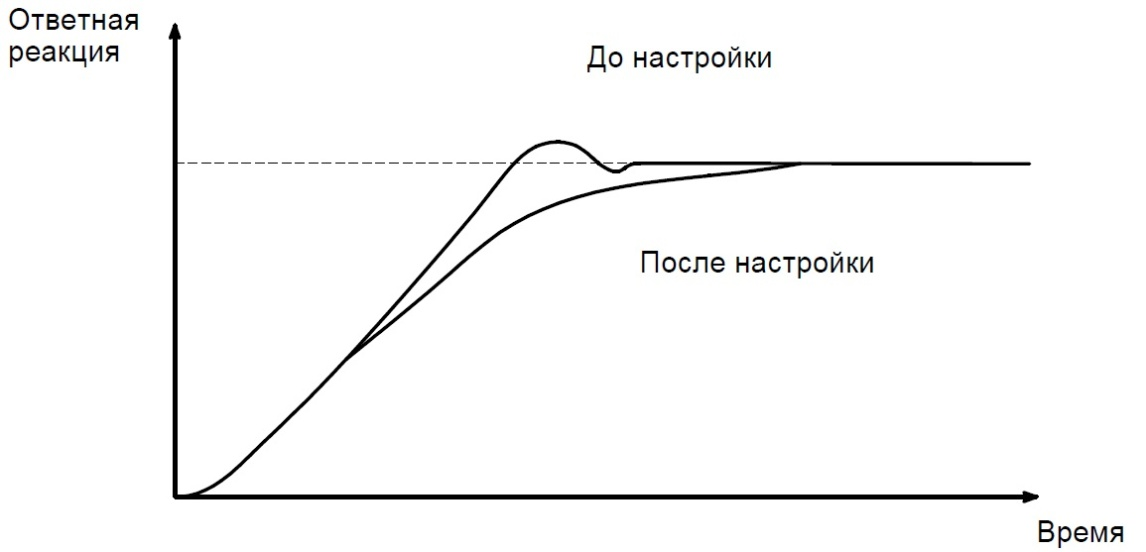 Ответная
реакция
До настройки
После настройки
Время